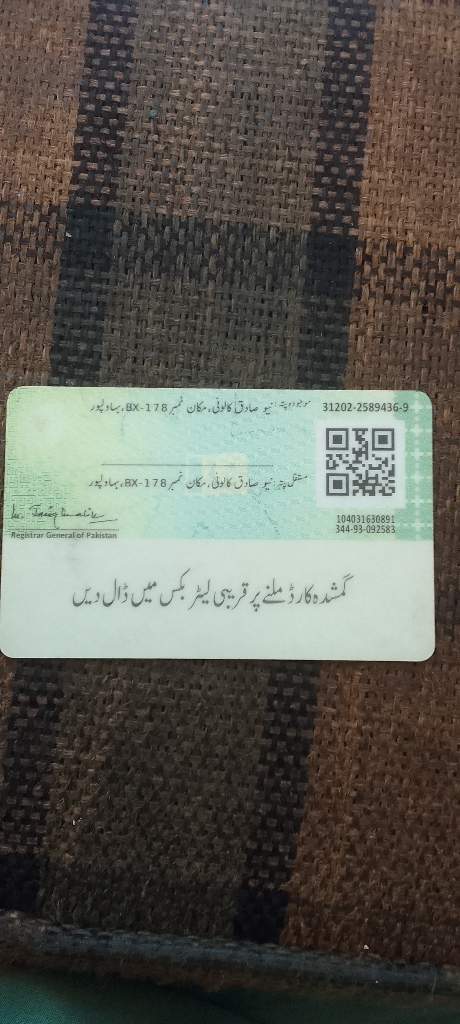 31202-2589436-9
موجودہ پتہ: نیو صادق کالونی، مکان نمبر BX-178، بہاولپور
مستقل پتہ: نیو صادق کالونی، مکان نمبر BX-178، بہاولپور
104031630891
344-93-092583
Registrar General of Pakistan
گمشدہ کارڈ ملنے پر قریبی لیٹر بکس میں ڈال دیں